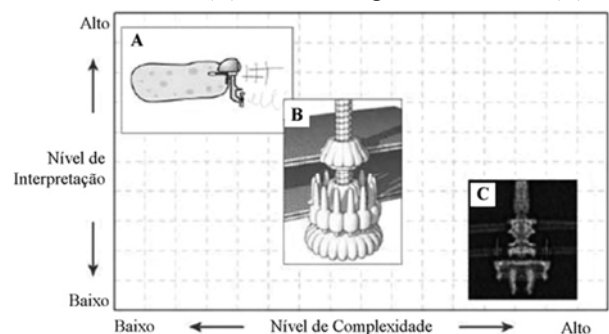 Alto
A
B
Nível de
Interpretação
C
Baixo
Baixo
Nível de Complexidade
Alto